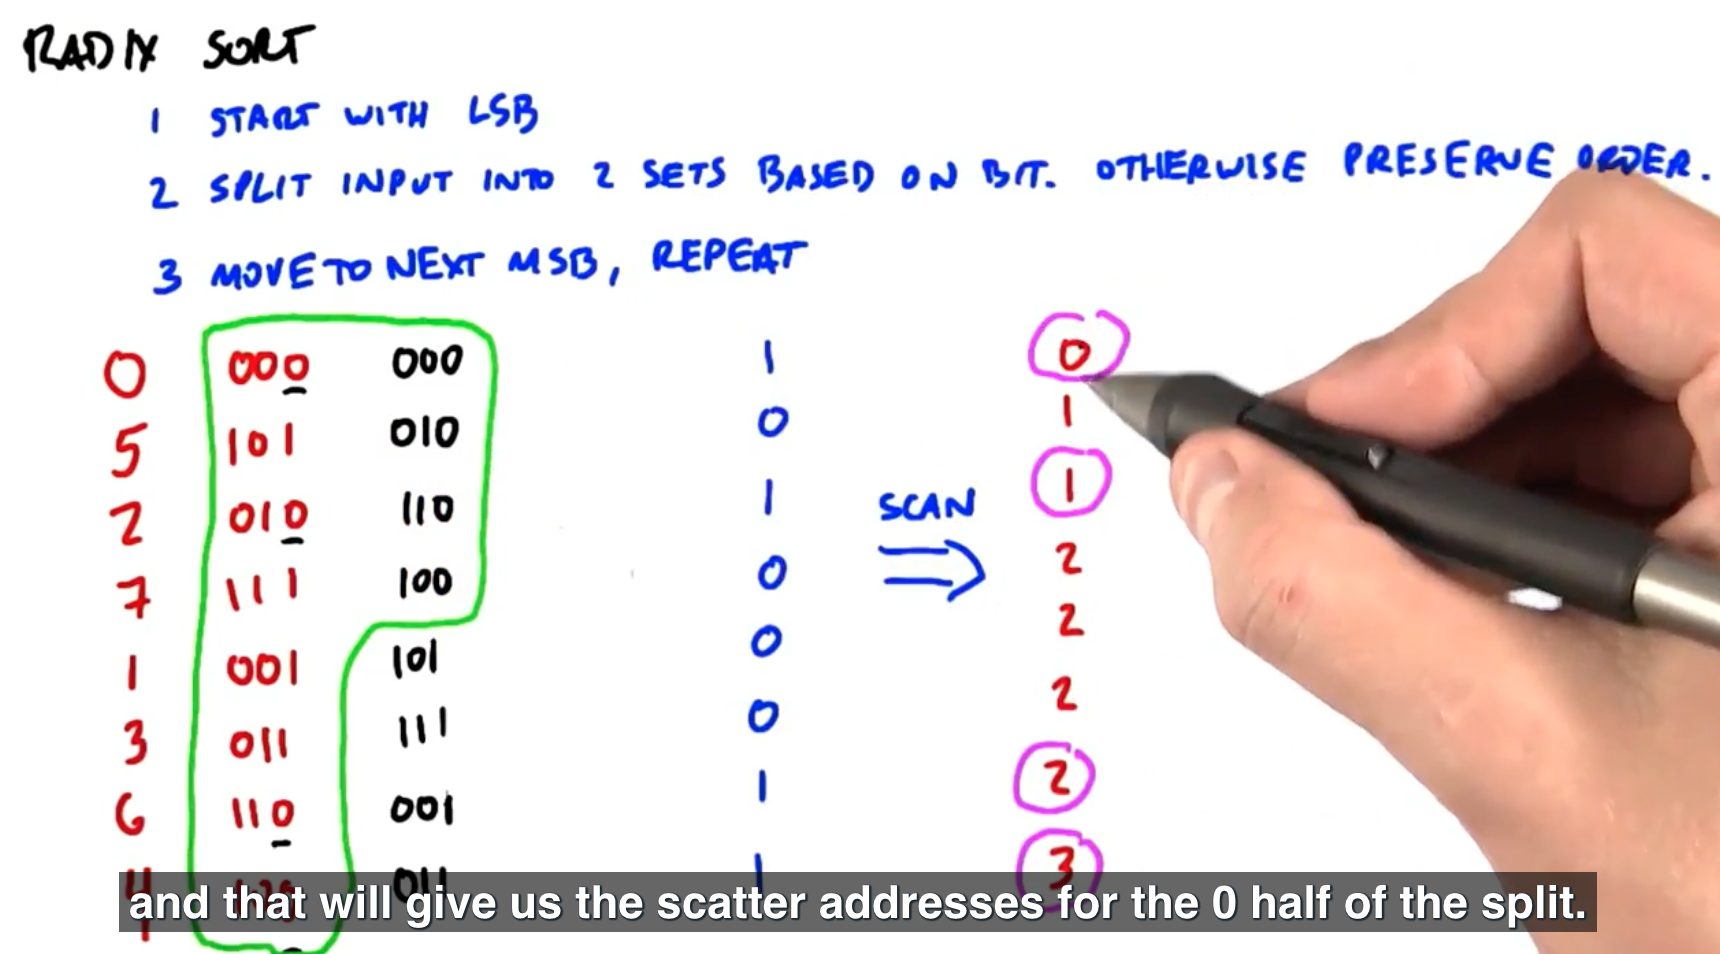 RADIX SORT
1 START WITH LSB
2 SPLIT INPUT INTO 2 SETS BASED ON BIT. OTHERWISE PRESERVE ORDER.
3 MOVE TO NEXT MSB, REPEAT
0 000 000 1 0
5 101 010 0 1
2 010 110 1 1
SCAN
7 111 100 0 2
1 001 101 0 2
3 011 111 0 2
6 110 001 1 2
4 011 1 3
and that will give us the scatter addresses for the 0 half of the split.